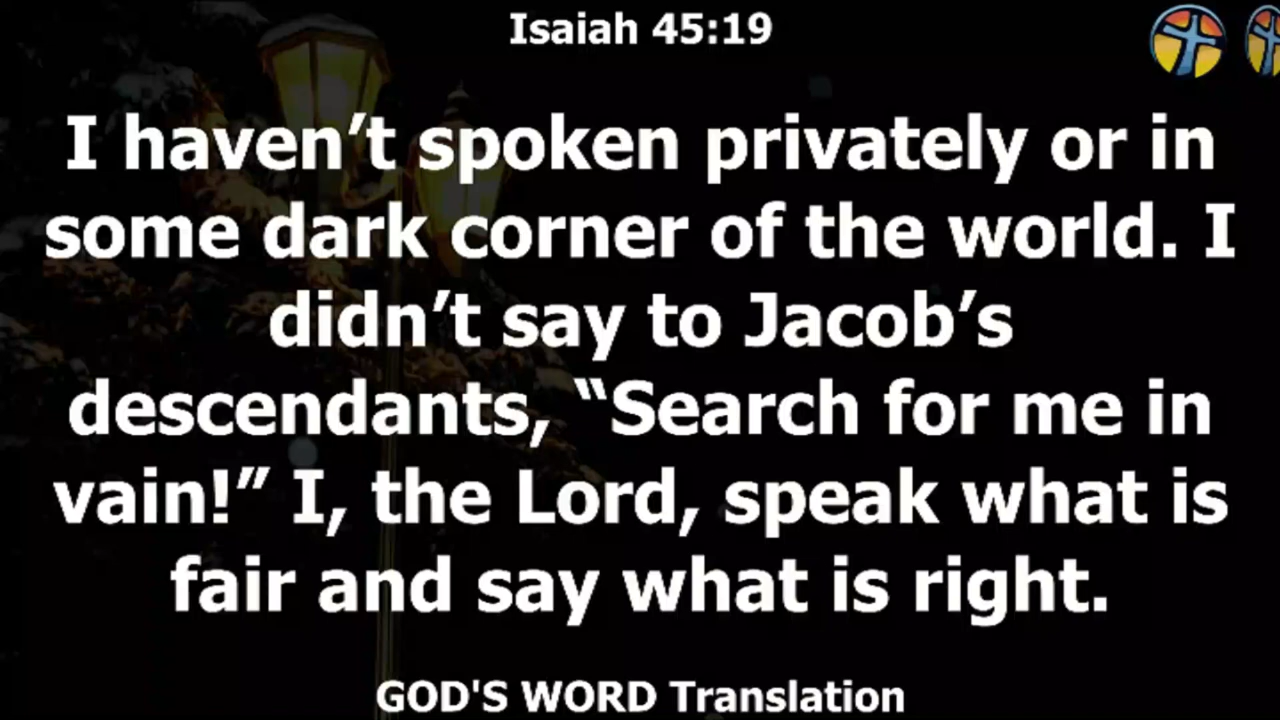 Isaiah 45:19
I haven’t spoken privately or in
some dark corner of the world. I
didn’t say to Jacob’s
descendants, “Search for me in
vain!” I, the Lord, speak what is
fair and say what is right.
GOD'S WORD Translation